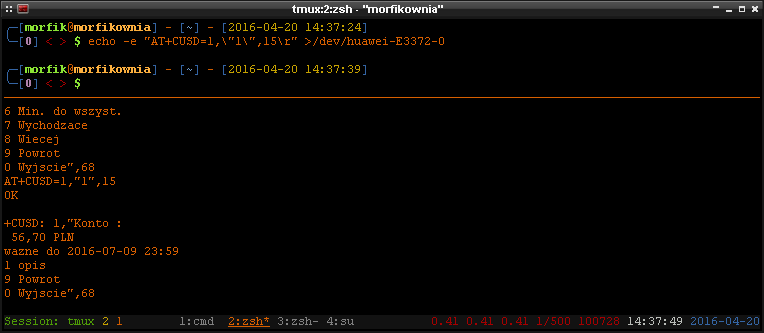 tmux:2:zsh - "morfikownia"
[morfik@morfikownia] - [~] - [2016-04-20 14:37:24]
[0] < > $ echo -e "AT+CUSD=1,\"1\",15\r" >/dev/huawei-E3372-0
[morfik@morfikownia] - [~] - [2016-04-20 14:37:39]
[0] < > $
6 Min. do wszyst.
7 Wychodzace
8 Wiecej
9 Powrot
0 Wyjscie",68
AT+CUSD=1,"1",15
OK
+CUSD: 1,"Konto :
56,70 PLN
wazne do 2016-07-09 23:59
1 opis
9 Powrot
0 Wyjscie",68
Session: tmux 2 1 1:cmd 2:zsh* 3:zsh- 4:su 0.41 0.41 0.41 1/500 100728 14:37:49 2016-04-20